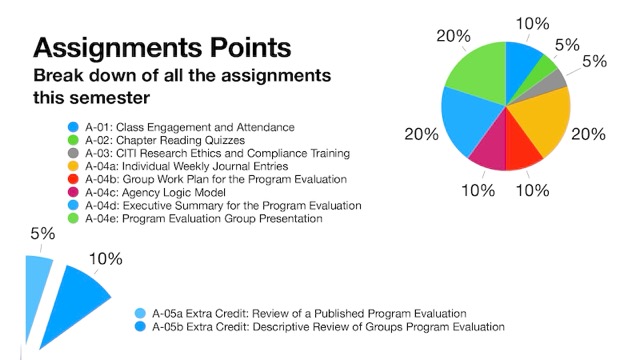 Assignments Points
Break down of all the assignments
this semester
A-01: Class Engagement and Attendance
A-02: Chapter Reading Quizzes
A-03: CITI Research Ethics and Compliance Training
A-04a: Individual Weekly Journal Entries
A-04b: Group Work Plan for the Program Evaluation
A-04c: Agency Logic Model
A-04d: Executive Summary for the Program Evaluation
A-04e: Program Evaluation Group Presentation
10%
5%
5%
20%
10%
10%
20%
20%
5%
10%
A-05a Extra Credit: Review of a Published Program Evaluation
A-05b Extra Credit: Descriptive Review of Groups Program Evaluation